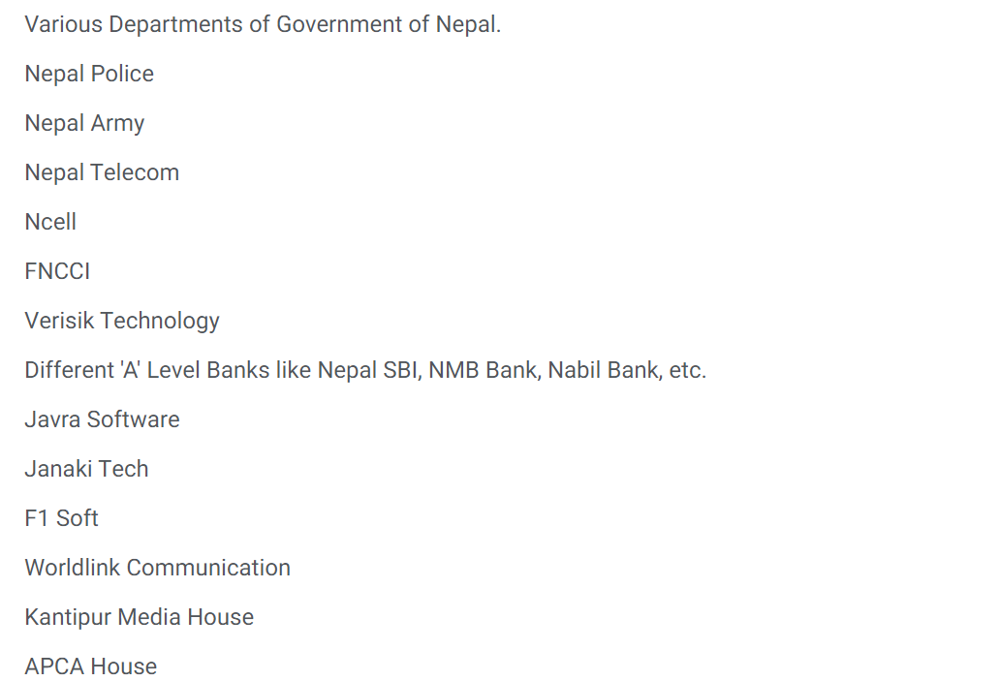 Various Departments of Government of Nepal.
Nepal Police
Nepal Army
Nepal Telecom
Ncell
FNCCI
Verisik Technology
Different 'A' Level Banks like Nepal SBI, NMB Bank, Nabil Bank, etc.
Javra Software
Janaki Tech
F1 Soft
Worldlink Communication
Kantipur Media House
APCA House